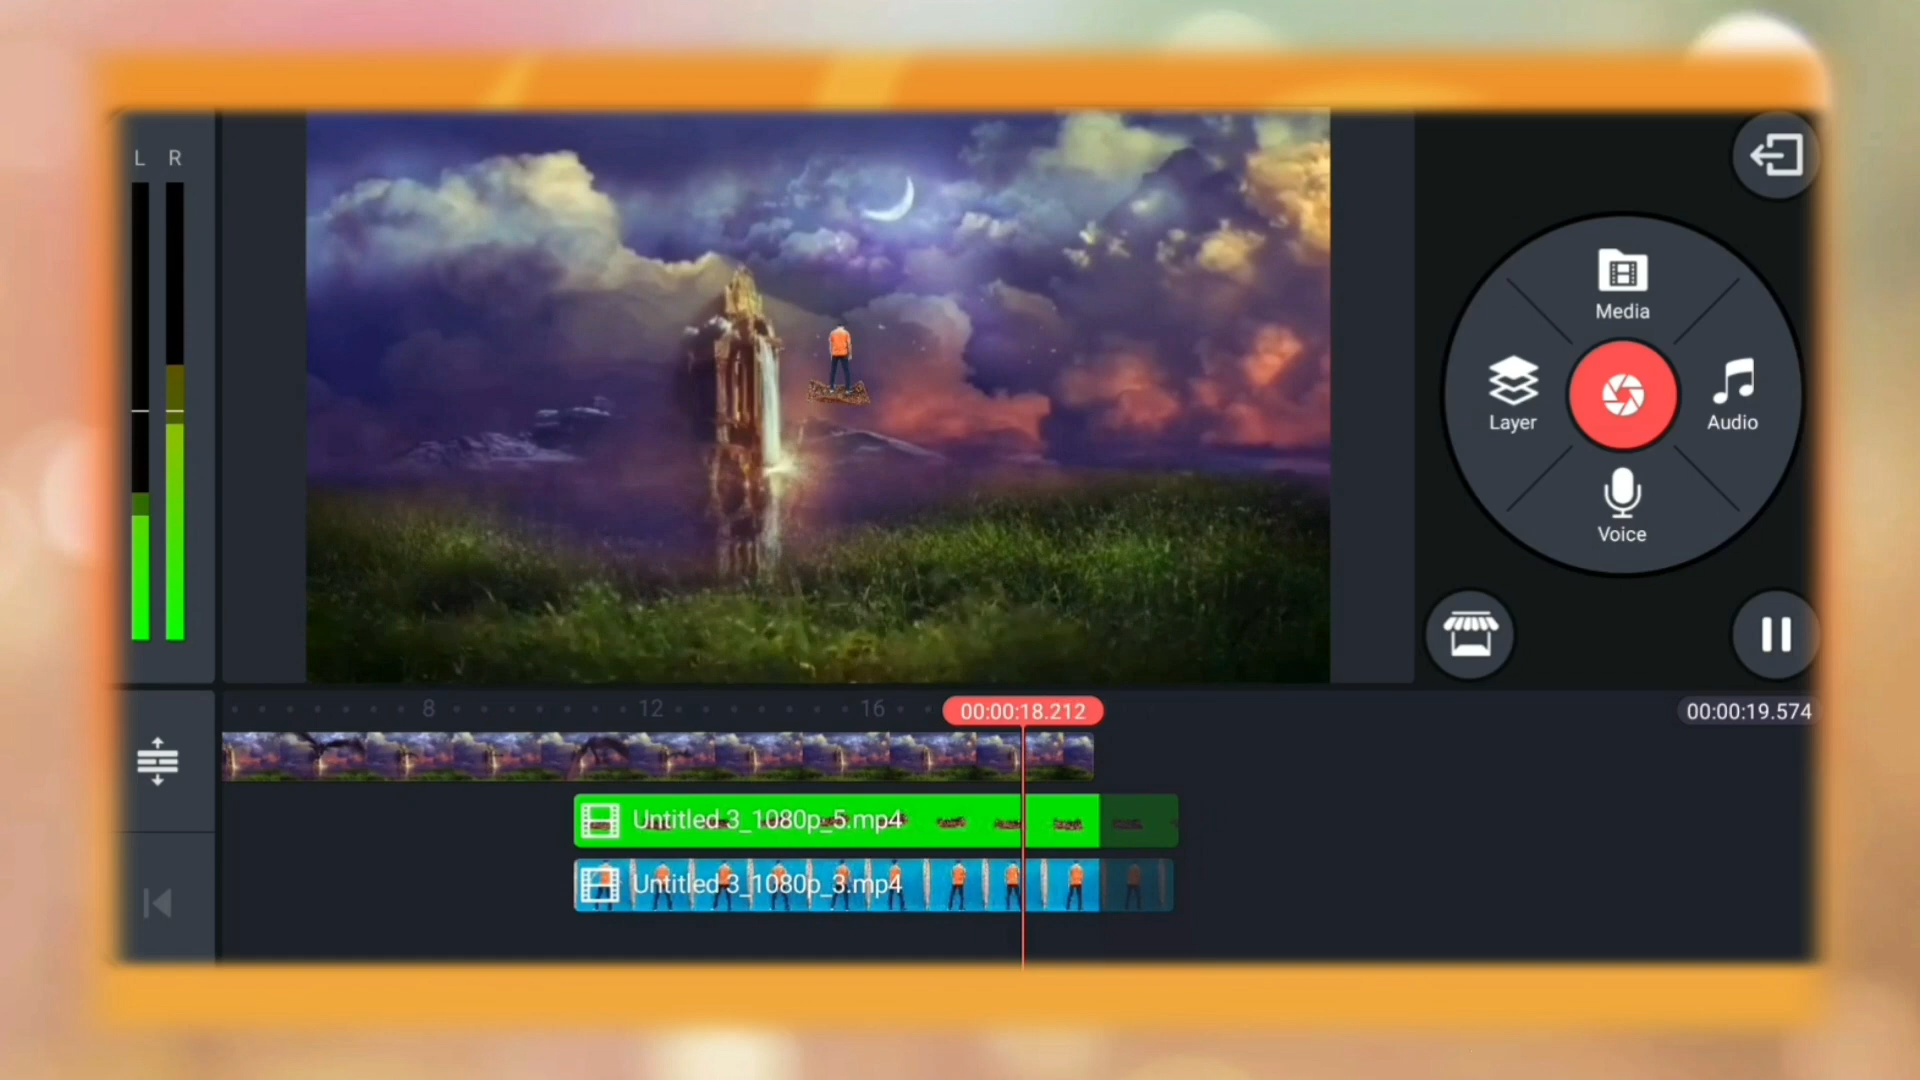 L R
Media
Layer
Audio
Voice
8 12 16 00:00:18.212 00:00:19.574
Untitled 3_1080p_5.mp4
Untitled 3_1080p_3.mp4